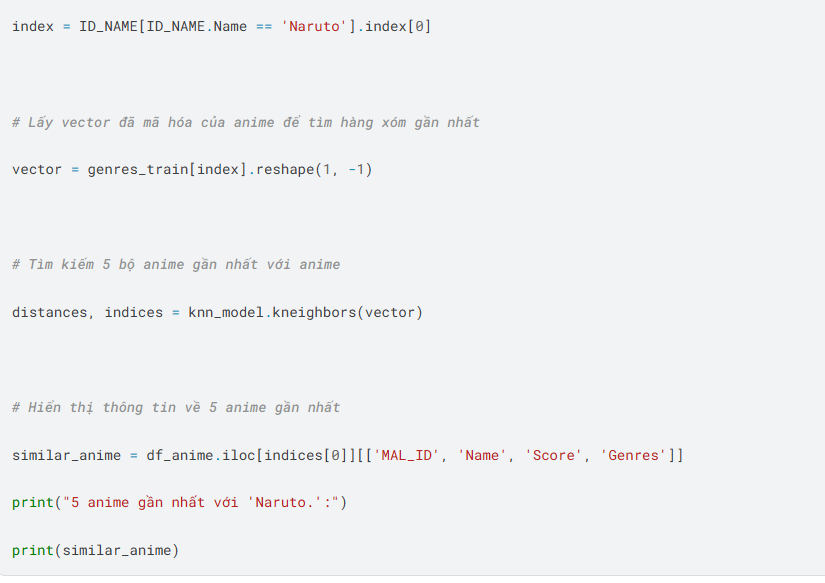 index = ID_NAME[ID_NAME.Name == 'Naruto'].index[0]
# Lấy vector đã mã hóa của anime để tìm hàng xóm gần nhất
vector = genres_train[index].reshape(1, -1)
# Tìm kiếm 5 bộ anime gần nhất với anime
distances, indices = knn_model.kneighbors(vector)
# Hiển thị thông tin về 5 anime gần nhất
similar_anime = df_anime.iloc[indices[0]][['MAL_ID', 'Name', 'Score', 'Genres']]
print("5 anime gần nhất với 'Naruto.':")
print(similar_anime)